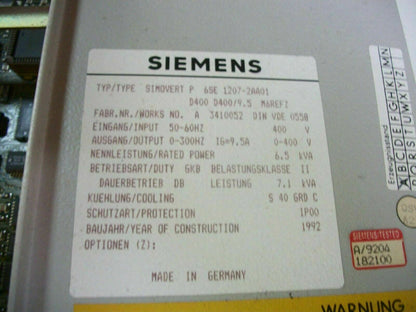 SIEMENS
TYP/TYPE SIMOVERT P 6SE 1207-2AA01
D400 D400/9.5 M6REFZ
FABR.NR./WORKS NO. A 3410052 DIN VDE 0558
EINGANG/INPUT 50-60HZ 400 V
AUSGANG/OUTPUT 0-300HZ IG=9.5A 0-400 V
NENNLEISTUNG/RATED POWER 6.5 kVA
BETRIEBSART/DUTY GKB BELASTUNGSKLASSE II
DAUERBETRIEB DB LEISTUNG 7.1 kVA
KUEHLUNG/COOLING S 40 GRD C
SCHUTZART/PROTECTION IP00
BAUJAHR/YEAR OF CONSTRUCTION 1992
OPTIONEN (Z):
MADE IN GERMANY
Erzeugnisstand
A B C D E F G H J K L M N
S T U V W X Y Z
SIEMENS-TESTED
A/9204
182100
WARNUNG